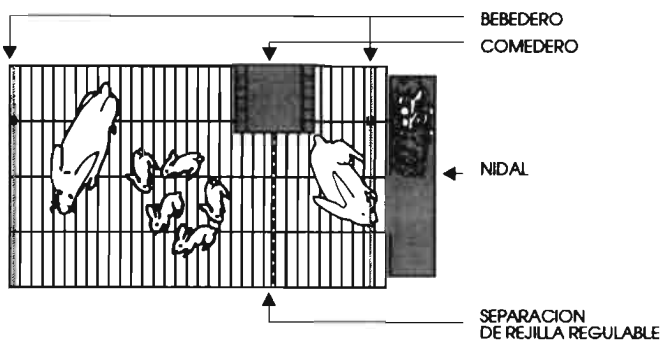 BEBEDERO
COMEDERO
NIDAL
SEPARACION
DE REJILLA REGULABLE